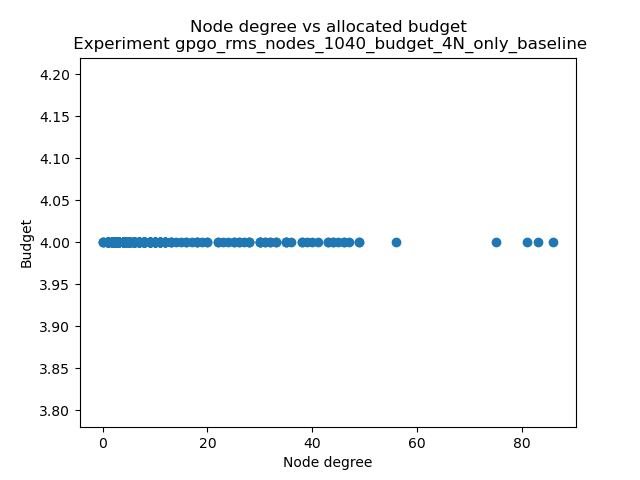 Node degree vs allocated budget
Experiment gpgo_rms_nodes_1040_budget_4N_only_baseline
4.20
4.15
4.10
4.05
4.00
3.95
3.90
3.85
3.80
Budget
0 20 40 60 80
Node degree